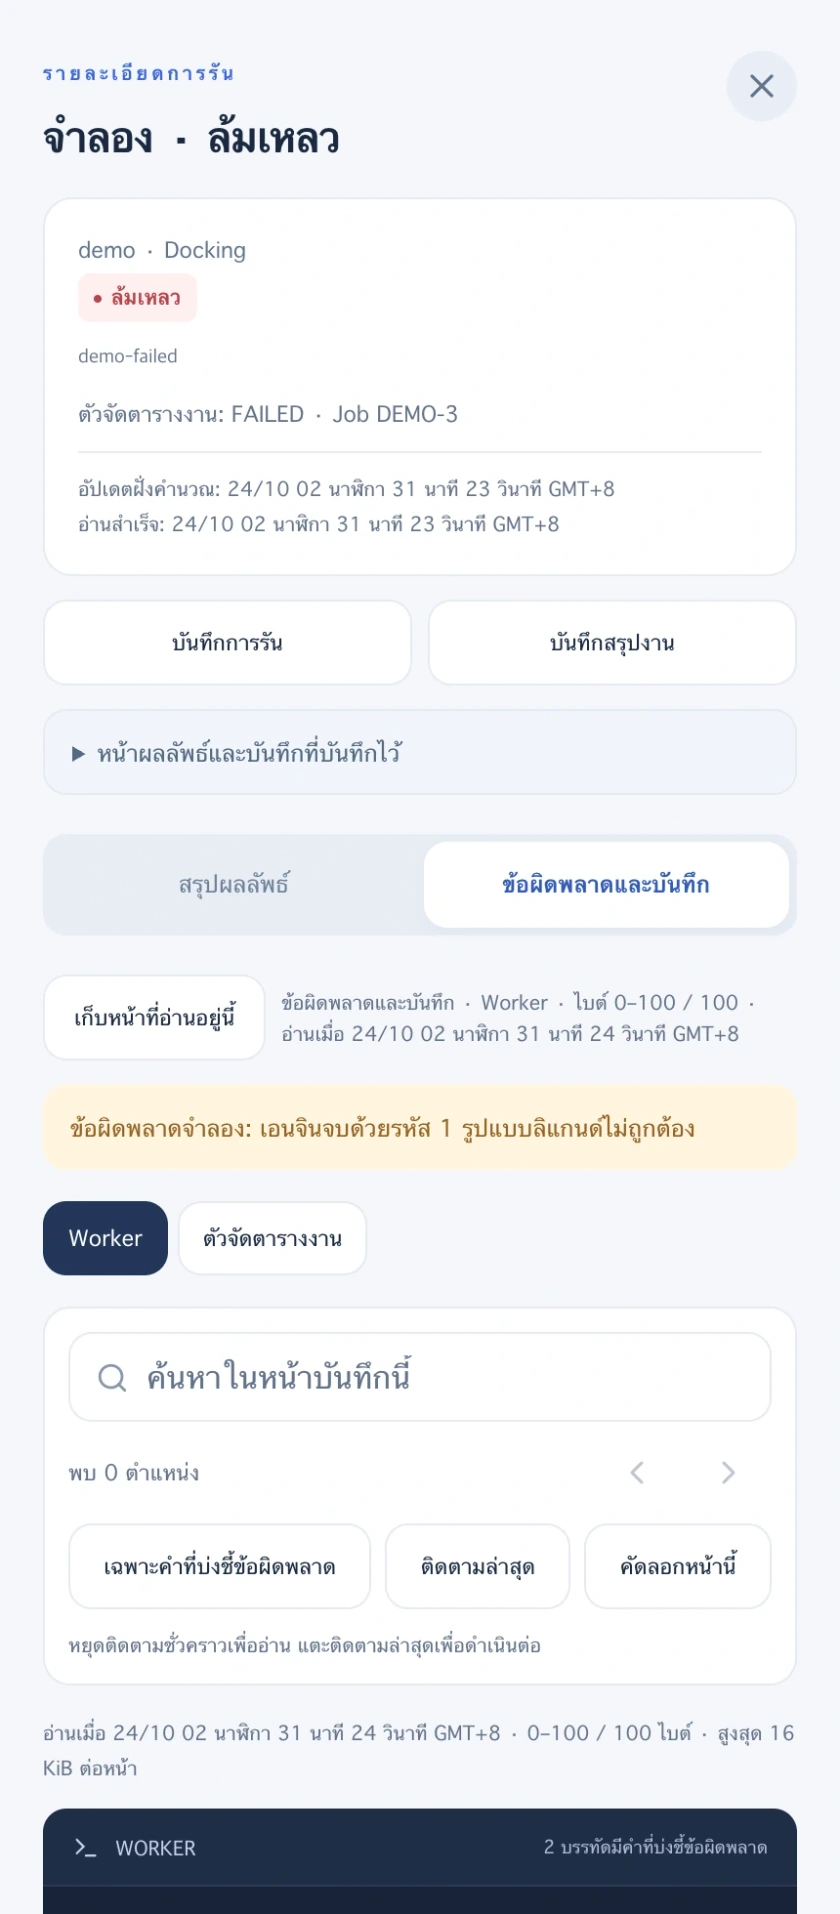 รายละเอียดการรัน
จำลอง · ล้มเหลว
demo · Docking
• ล้มเหลว
demo-failed
ตัวจัดตารางงาน: FAILED · Job DEMO-3
อัปเดตฝั่งคำนวณ: 24/10 02 นาฬิกา 31 นาที 23 วินาที GMT+8
อ่านสำเร็จ: 24/10 02 นาฬิกา 31 นาที 23 วินาที GMT+8
บันทึกการรัน
บันทึกสรุปงาน
▶ หน้าผลลัพธ์และบันทึกที่บันทึกไว้
สรุปผลลัพธ์
ข้อผิดพลาดและบันทึก
เก็บหน้าที่อ่านอยู่นี้
ข้อผิดพลาดและบันทึก · Worker · ไบต์ 0–100 / 100 ·
อ่านเมื่อ 24/10 02 นาฬิกา 31 นาที 24 วินาที GMT+8
ข้อผิดพลาดจำลอง: เอนจินจบด้วยรหัส 1 รูปแบบลิแกนด์ไม่ถูกต้อง
Worker
ตัวจัดตารางงาน
ค้นหาในหน้าบันทึกนี้
พบ 0 ตำแหน่ง
เฉพาะคำที่บ่งชี้ข้อผิดพลาด
ติดตามล่าสุด
คัดลอกหน้านี้
หยุดติดตามชั่วคราวเพื่ออ่าน แตะติดตามล่าสุดเพื่อดำเนินต่อ
อ่านเมื่อ 24/10 02 นาฬิกา 31 นาที 24 วินาที GMT+8 · 0–100 / 100 ไบต์ · สูงสุด 16
KiB ต่อหน้า
WORKER
2 บรรทัดมีคำที่บ่งชี้ข้อผิดพลาด